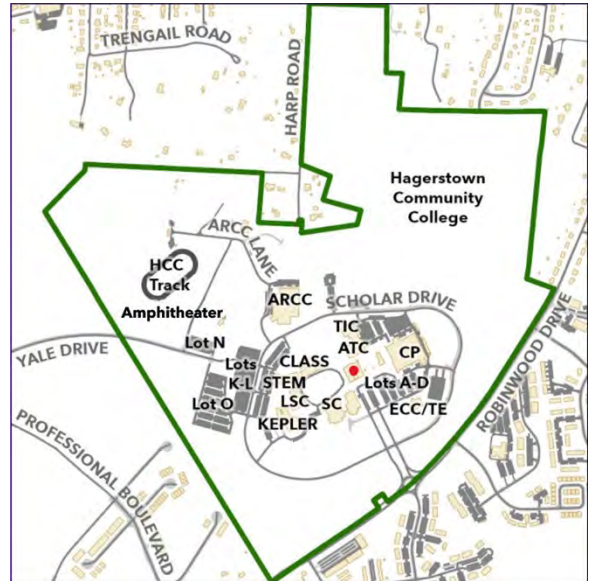 TRENGAIL ROAD
HARP ROAD
Hagerstown
Community
College
ARCC LANE
HCC
Track
Amphitheater
ARCC
SCHOLAR DRIVE
TIC
ATC
CP
ROBINWOOD DRIVE
YALE DRIVE
Lot N
Lots
K-L
Lot O
CLASS
STEM
LSC
SC
Lots A-D
ECC/TE
KEPLER
PROFESSIONAL BOULEVARD